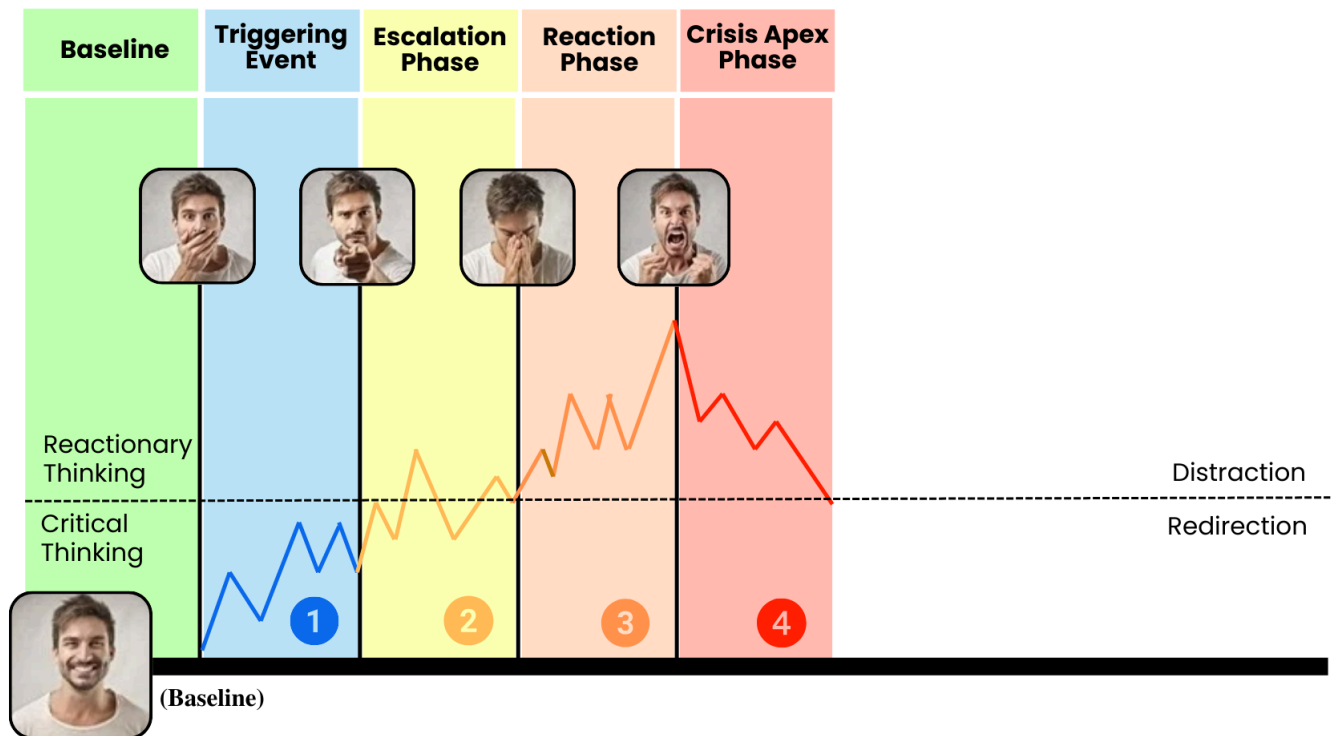 Baseline
Triggering
Event
Escalation
Phase
Reaction
Phase
Crisis Apex
Phase
Reactionary
Thinking
Distraction
Critical
Thinking
Redirection
1
2
3
4
(Baseline)